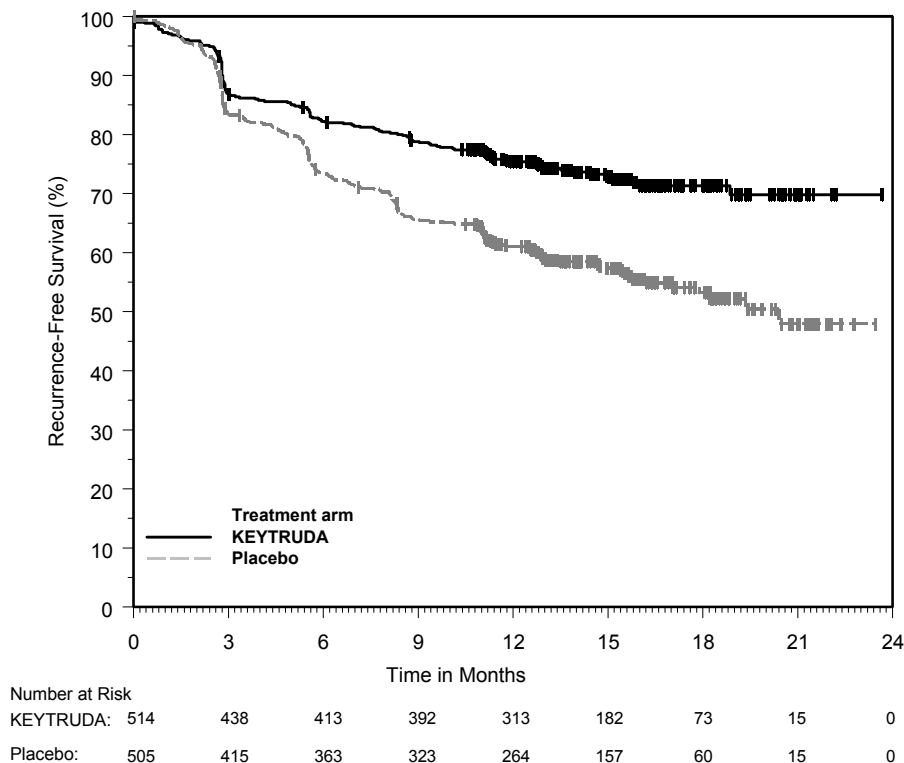 100
90
80
70
60
50
40
30
20
10
0
Recurrence-Free Survival (%)
Treatment arm
KEYTRUDA
Placebo
0 3 6 9 12 15 18 21 24
Time in Months
Number at Risk
KEYTRUDA: 514 438 413 392 313 182 73 15 0
Placebo: 505 415 363 323 264 157 60 15 0